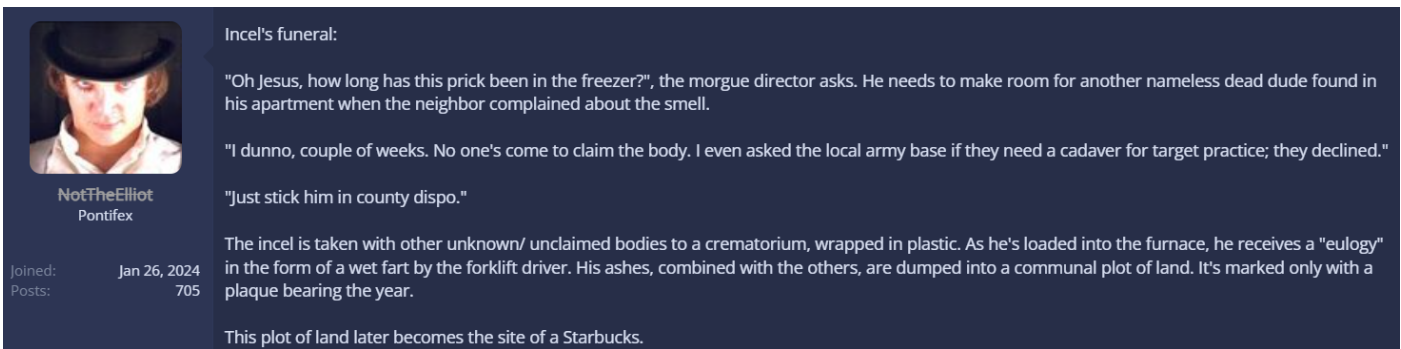 Incel's funeral:
"Oh Jesus, how long has this prick been in the freezer?", the morgue director asks. He needs to make room for another nameless dead dude found in
his apartment when the neighbor complained about the smell.
"I dunno, couple of weeks. No one's come to claim the body. I even asked the local army base if they need a cadaver for target practice; they declined."
NotTheElliot
Pontifex
"Just stick him in county dispo."
The incel is taken with other unknown/ unclaimed bodies to a crematorium, wrapped in plastic. As he's loaded into the furnace, he receives a "eulogy"
in the form of a wet fart by the forklift driver. His ashes, combined with the others, are dumped into a communal plot of land. It's marked only with a
plaque bearing the year.
Joined: Jan 26, 2024
Posts: 705
This plot of land later becomes the site of a Starbucks.